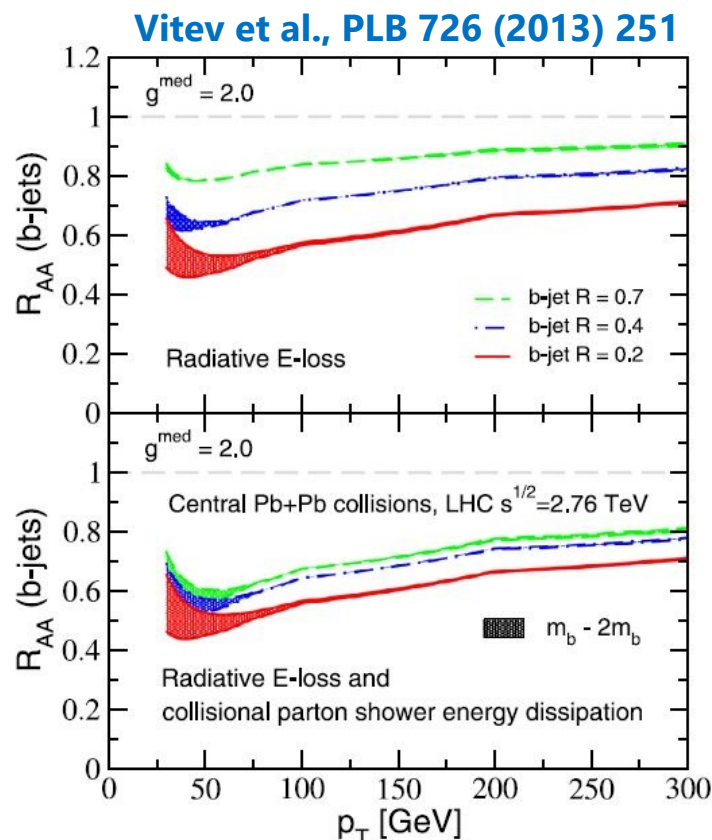 Vitev et al., PLB 726 (2013) 251
1.2
g^med = 2.0
1
0.8
0.6
0.4
0.2
0
R_AA (b-jets)
b-jet R = 0.7
b-jet R = 0.4
b-jet R = 0.2
Radiative E-loss
g^med = 2.0
1
Central Pb+Pb collisions, LHC s^1/2=2.76 TeV
0.8
0.6
0.4
0.2
0
R_AA (b-jets)
m_b - 2m_b
Radiative E-loss and
collisional parton shower energy dissipation
0 50 100 150 200 250 300
p_T [GeV]